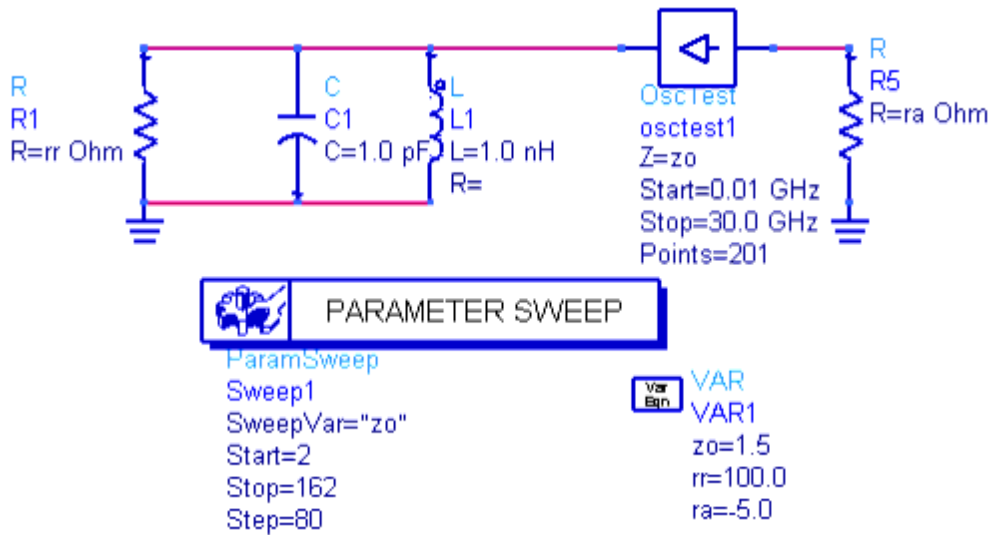 R
R1
R=rr Ohm
C
C1
C=1.0 pF
L
L1
L=1.0 nH
R=
OscTest
osctest1
Z=zo
Start=0.01 GHz
Stop=30.0 GHz
Points=201
R
R5
R=ra Ohm
PARAMETER SWEEP
ParamSweep
Sweep1
SweepVar="zo"
Start=2
Stop=162
Step=80
Var
Eqn
VAR
VAR1
zo=1.5
rr=100.0
ra=-5.0